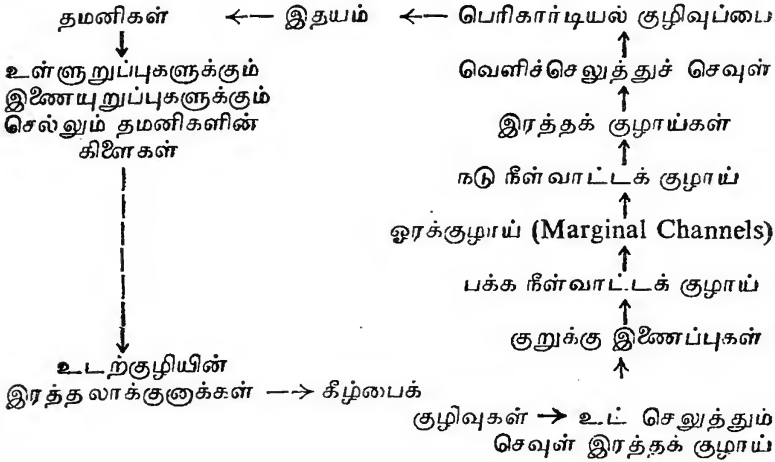 தமனிகள் ←— இதயம் ←— பெரிகார்டியல் குழிவுப்பை
உள்ளுறுப்புகளுக்கும்
இணையுறுப்புகளுக்கும்
செல்லும் தமனிகளின்
கிளைகள்
வெளிச்செலுத்துச் செவுள்
இரத்தக் குழாய்கள்
நடு நீள்வாட்டக் குழாய்
ஓரக்குழாய் (Marginal Channels)
பக்க நீள்வாட்டக் குழாய்
குறுக்கு இணைப்புகள்
உடற்குழியின்
இரத்தலாக்குனாக்கள் —→ கீழ்பைக்
குழிவுகள் → உட் செலுத்தும்
செவுள் இரத்தக் குழாய்